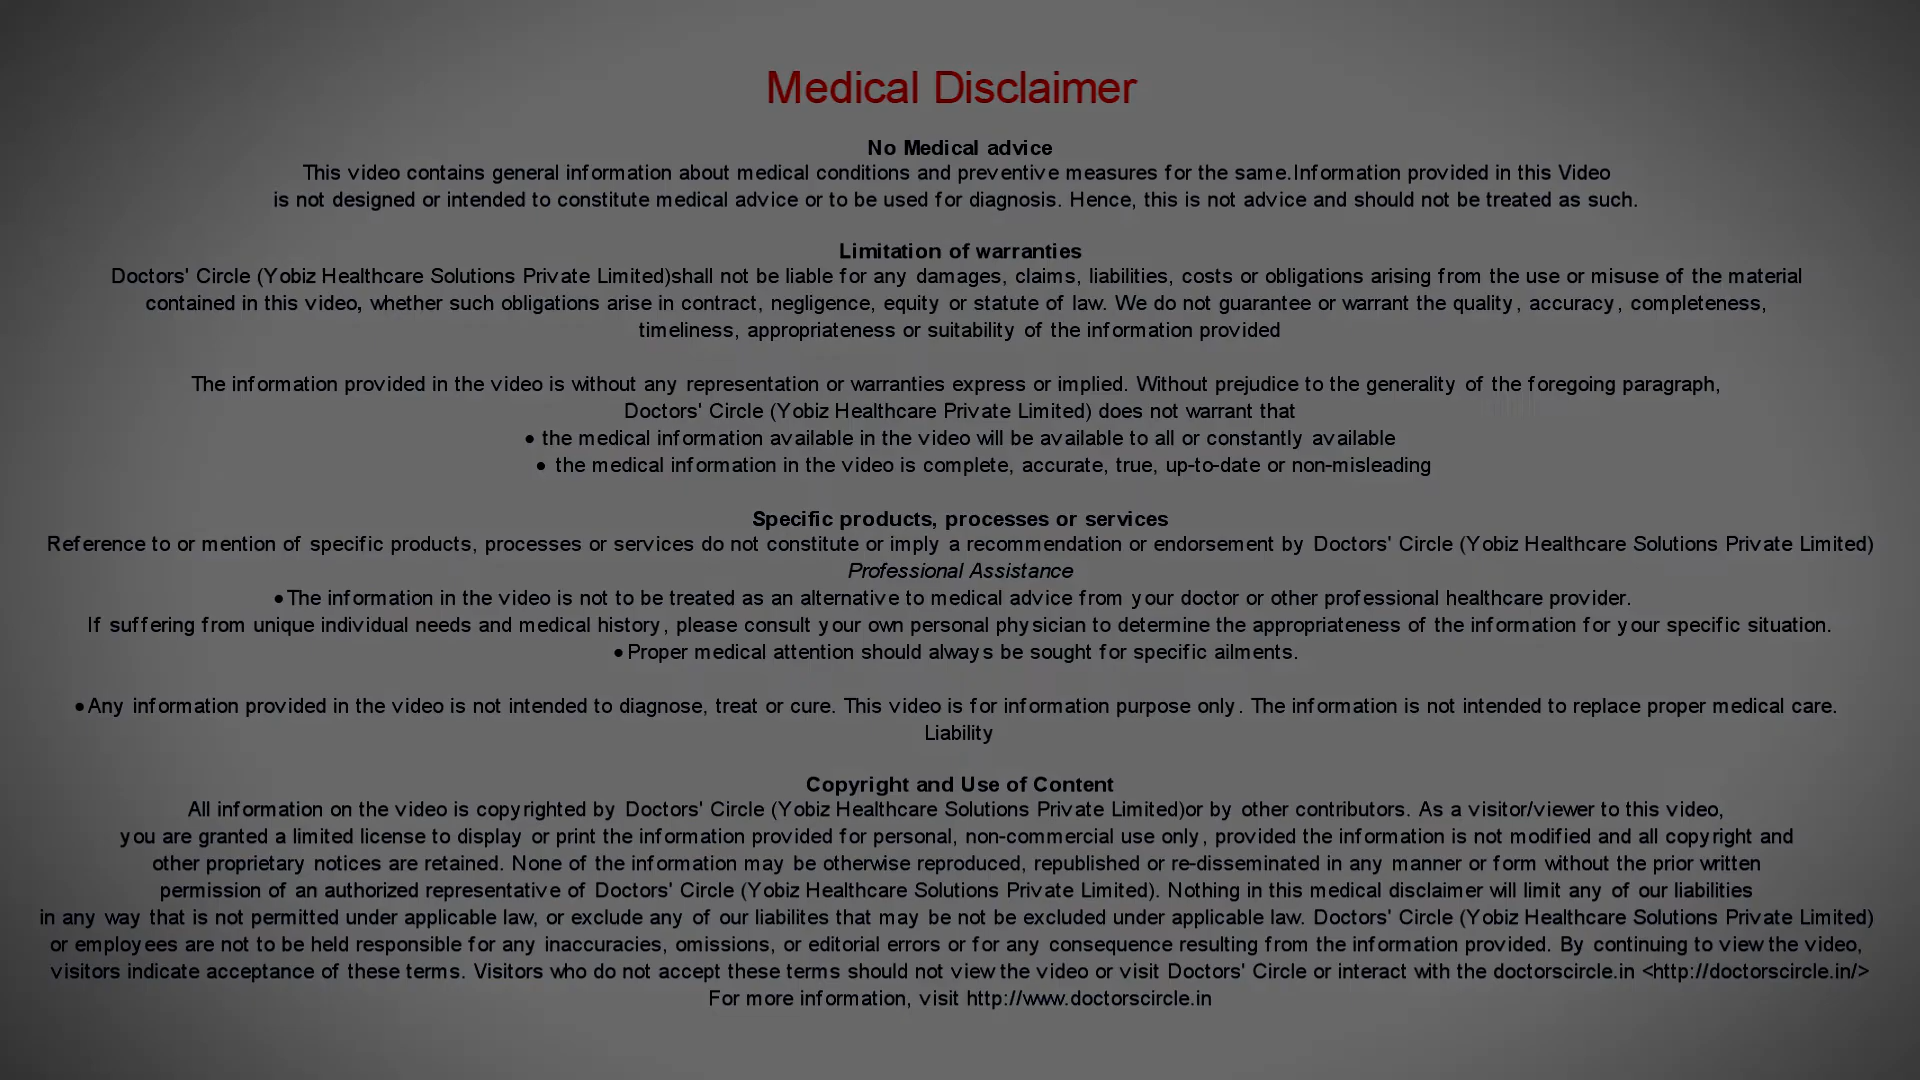 Medical Disclaimer
No Medical advice
This video contains general information about medical conditions and preventive measures for the same.Information provided in this Video
is not designed or intended to constitute medical advice or to be used for diagnosis. Hence, this is not advice and should not be treated as such.
Limitation of warranties
Doctors' Circle (Yobiz Healthcare Solutions Private Limited)shall not be liable for any damages, claims, liabilities, costs or obligations arising from the use or misuse of the material
contained in this video, whether such obligations arise in contract, negligence, equity or statute of law. We do not guarantee or warrant the quality, accuracy, completeness,
timeliness, appropriateness or suitability of the information provided
The information provided in the video is without any representation or warranties express or implied. Without prejudice to the generality of the foregoing paragraph,
Doctors' Circle (Yobiz Healthcare Private Limited) does not warrant that
• the medical information available in the video will be available to all or constantly available
• the medical information in the video is complete, accurate, true, up-to-date or non-misleading
Specific products, processes or services
Reference to or mention of specific products, processes or services do not constitute or imply a recommendation or endorsement by Doctors' Circle (Yobiz Healthcare Solutions Private Limited)
Professional Assistance
•The information in the video is not to be treated as an alternative to medical advice from your doctor or other professional healthcare provider.
If suffering from unique individual needs and medical history, please consult your own personal physician to determine the appropriateness of the information for your specific situation.
•Proper medical attention should always be sought for specific ailments.
•Any information provided in the video is not intended to diagnose, treat or cure. This video is for information purpose only. The information is not intended to replace proper medical care.
Liability
Copyright and Use of Content
All information on the video is copyrighted by Doctors' Circle (Yobiz Healthcare Solutions Private Limited)or by other contributors. As a visitor/viewer to this video,
you are granted a limited license to display or print the information provided for personal, non-commercial use only, provided the information is not modified and all copyright and
other proprietary notices are retained. None of the information may be otherwise reproduced, republished or re-disseminated in any manner or form without the prior written
permission of an authorized representative of Doctors' Circle (Yobiz Healthcare Solutions Private Limited). Nothing in this medical disclaimer will limit any of our liabilities
in any way that is not permitted under applicable law, or exclude any of our liabilites that may be not be excluded under applicable law. Doctors' Circle (Yobiz Healthcare Solutions Private Limited)
or employees are not to be held responsible for any inaccuracies, omissions, or editorial errors or for any consequence resulting from the information provided. By continuing to view the video,
visitors indicate acceptance of these terms. Visitors who do not accept these terms should not view the video or visit Doctors' Circle or interact with the doctorscircle.in <http://doctorscircle.in/>
For more information, visit http://www.doctorscircle.in